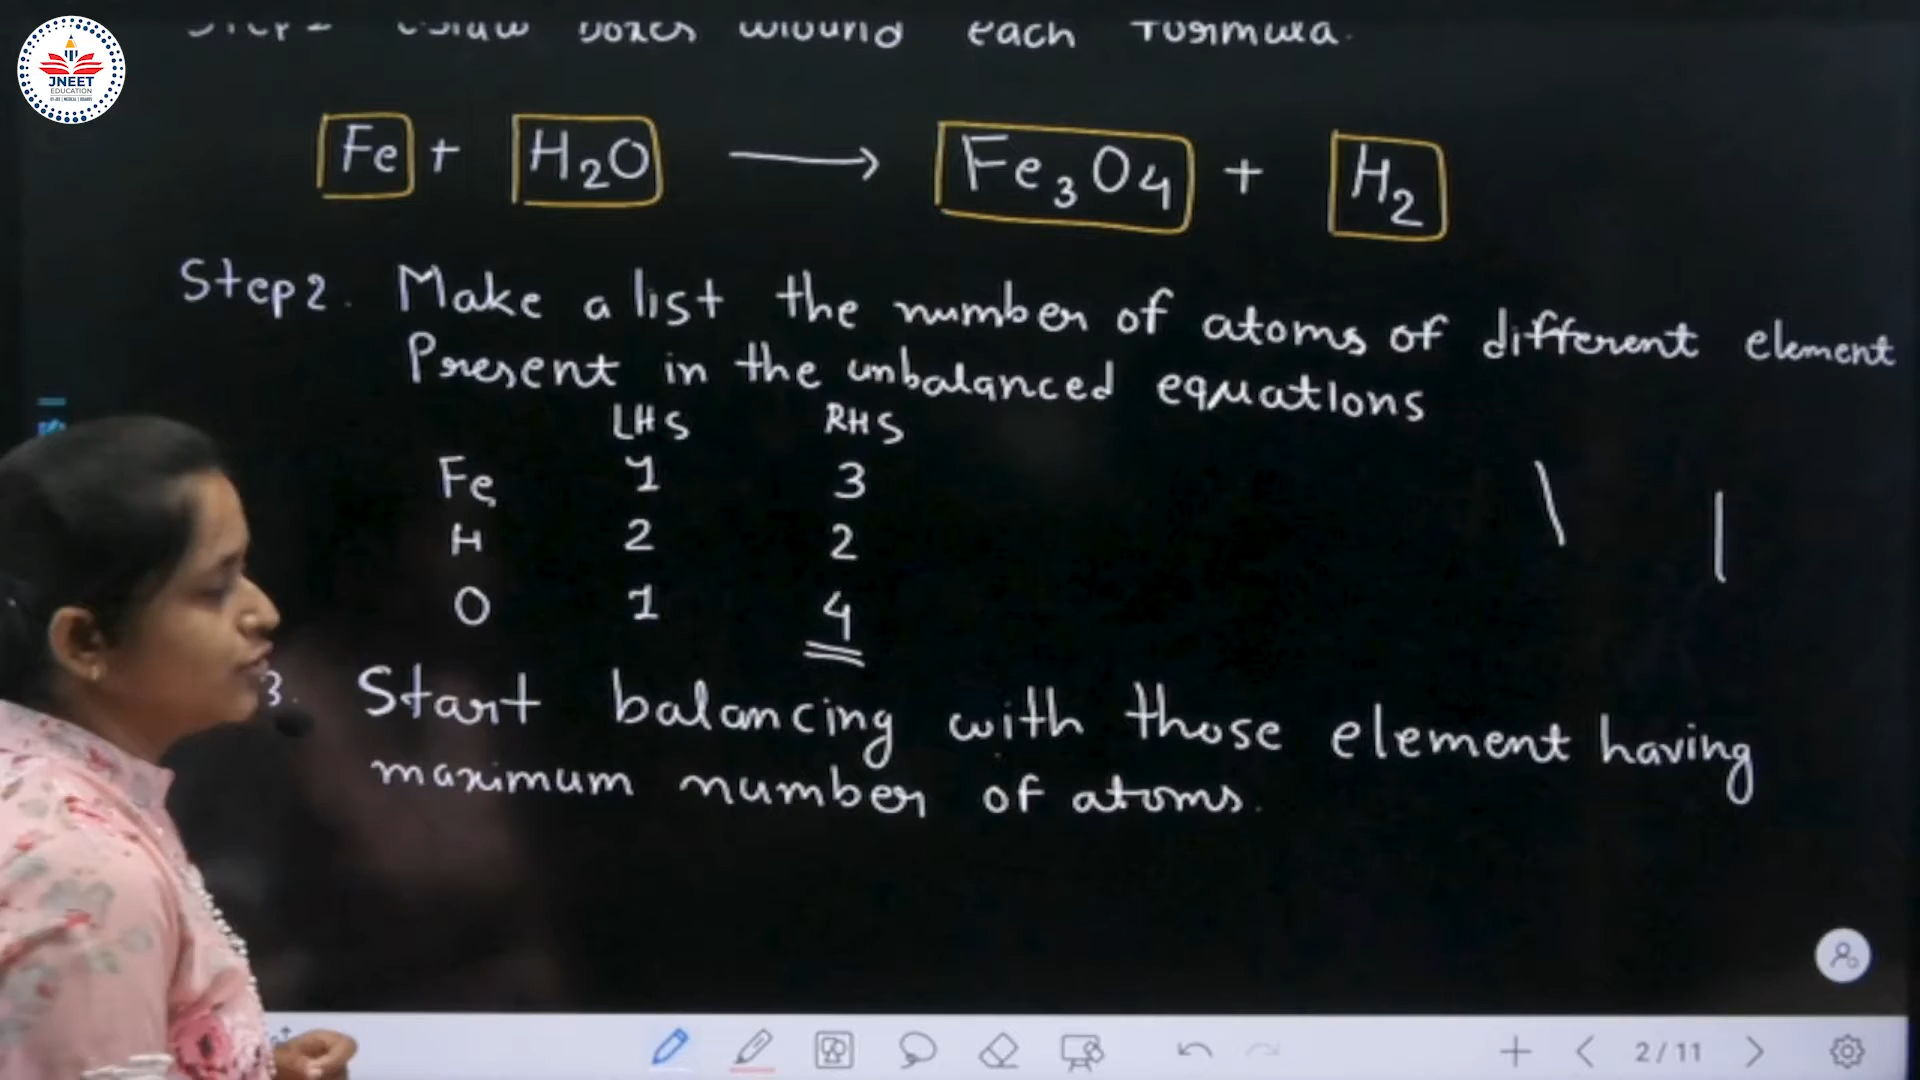 JNEET
EDUCATION
each formula.
Fe + H2O → Fe3O4 + H2
Step 2. Make a list the number of atoms of different element
Present in the unbalanced equations
LHS RHS
Fe 1 3
H 2 2
O 1 4
3. Start balancing with those element having
maximum number of atoms.
2/11